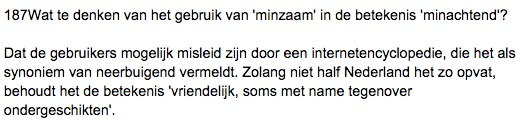 187Wat te denken van het gebruik van 'minzaam' in de betekenis 'minachtend'?
Dat de gebruikers mogelijk misleid zijn door een internetencyclopedie, die het als
synoniem van neerbuigend vermeldt. Zolang niet half Nederland het zo opvat,
behoudt het de betekenis 'vriendelijk, soms met name tegenover
ondergeschikten'.